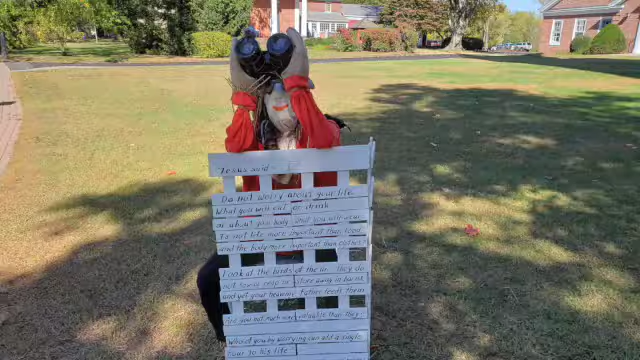 Jesus said
Do not worry about your life
What you will eat or drink
or about your body what you will wear
Is not life more important than food
and the body more important than clothes?
Look at the birds of the air. They do
not sow or reap or store away in barns
and yet your heavenly Father feeds them
Are you not much more valuable than they?
Who of you by worrying can add a single
hour to his life